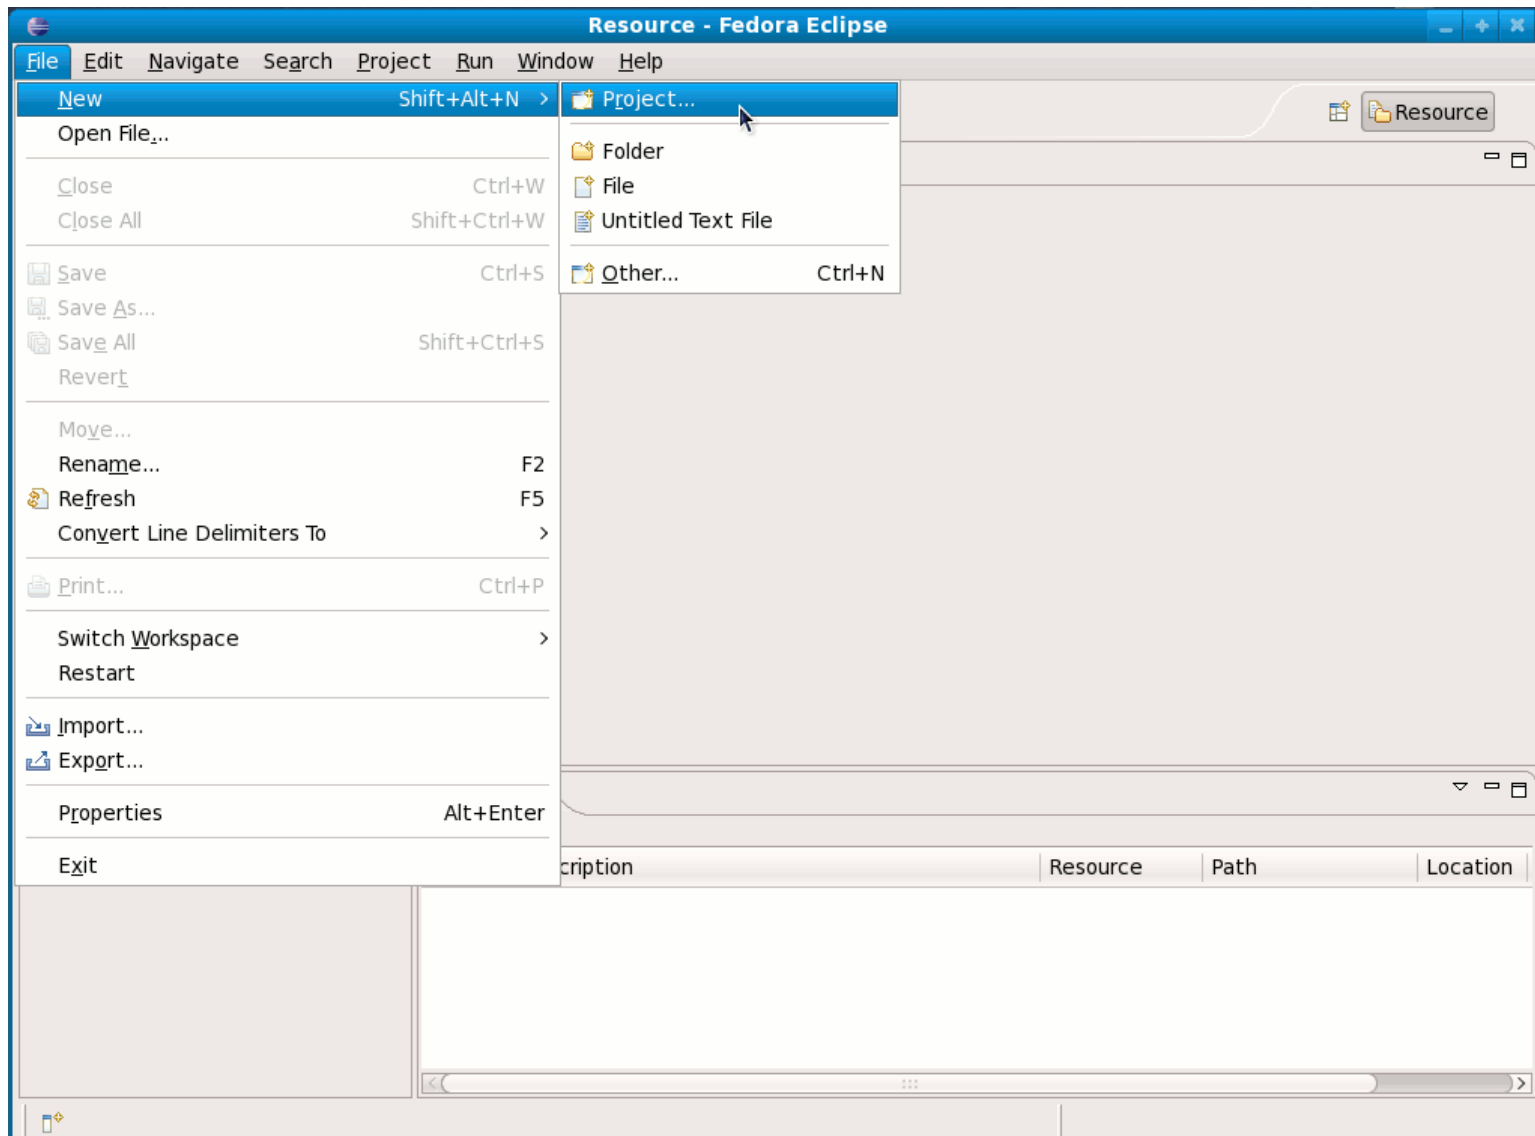 Resource - Fedora Eclipse
File Edit Navigate Search Project Run Window Help
New Shift+Alt+N
Open File...
Close Ctrl+W
Close All Shift+Ctrl+W
Save Ctrl+S
Save As...
Save All Shift+Ctrl+S
Revert
Move...
Rename... F2
Refresh F5
Convert Line Delimiters To
Print... Ctrl+P
Switch Workspace
Restart
Import...
Export...
Properties Alt+Enter
Exit
Project...
Folder
File
Untitled Text File
Other... Ctrl+N
Resource
cription Resource Path Location